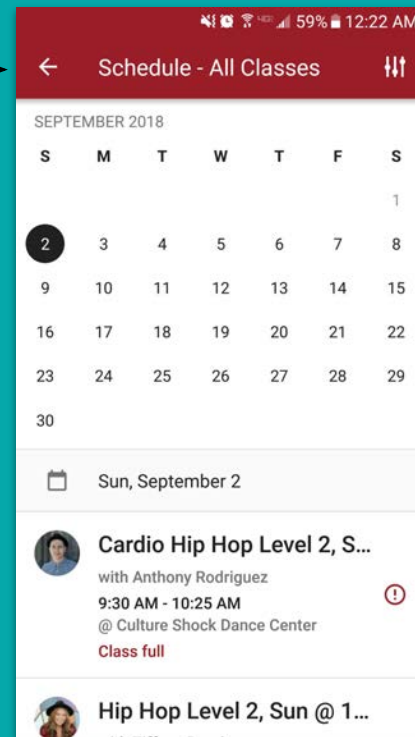 59% 12:22 AM
Schedule - All Classes
SEPTEMBER 2018
S M T W T F S
1
2 3 4 5 6 7 8
9 10 11 12 13 14 15
16 17 18 19 20 21 22
23 24 25 26 27 28 29
30
Sun, September 2
Cardio Hip Hop Level 2, S...
with Anthony Rodriguez
9:30 AM - 10:25 AM
@ Culture Shock Dance Center
Class full
Hip Hop Level 2, Sun @ 1...